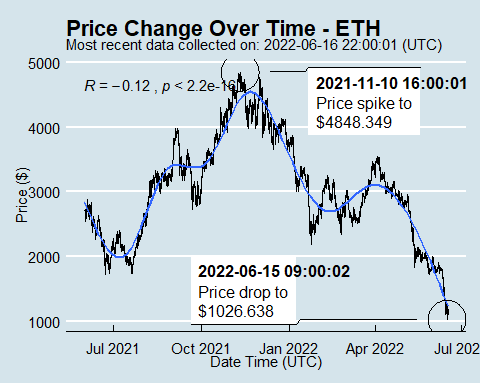 Price Change Over Time - ETH
Most recent data collected on: 2022-06-16 22:00:01 (UTC)
R = −0.12 , p < 2.2e-16
2021-11-10 16:00:01
Price spike to
$4848.349
2022-06-15 09:00:02
Price drop to
$1026.638
Price ($)
5000
4000
3000
2000
1000
Jul 2021
Oct 2021
Jan 2022
Apr 2022
Jul 202
Date Time (UTC)